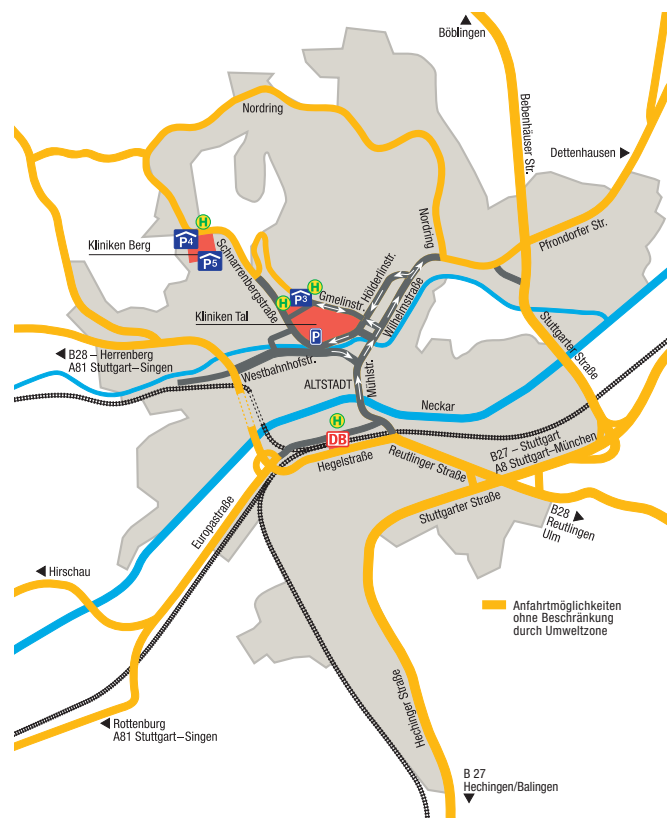 Böblingen
Bebenhäuser Str.
Nordring
Dettenhausen
Pfrondorfer Str.
Nordring
H
P4
Kliniken Berg
P5
Schnarrenbergstraße
H
P3
H
Gmelinstr.
Hölderlinstr.
Wilhelmstraße
Kliniken Tal
P
Stuttgarter Straße
B28 – Herrenberg
A81 Stuttgart–Singen
Westbahnhofstr.
ALTSTADT
Mühlstr.
Neckar
H
DB
Hegelstraße
Reutlinger Straße
B27 – Stuttgart
A8 Stuttgart–München
Stuttgarter Straße
B28
Reutlingen
Ulm
Europastraße
Hirschau
Anfahrtmöglichkeiten
ohne Beschränkung
durch Umweltzone
Hechinger Straße
Rottenburg
A81 Stuttgart–Singen
B 27
Hechingen/Balingen